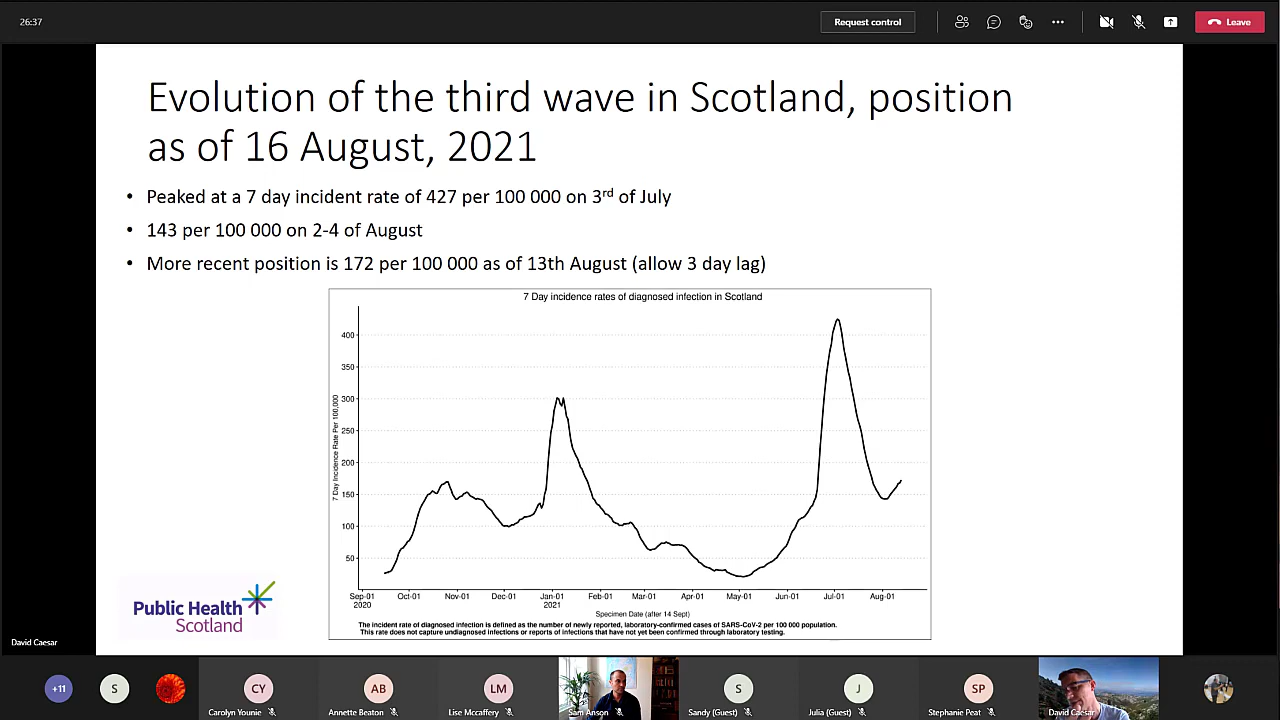 26:37
Request control
Leave
Evolution of the third wave in Scotland, position
as of 16 August, 2021
• Peaked at a 7 day incident rate of 427 per 100 000 on 3rd of July
• 143 per 100 000 on 2-4 of August
• More recent position is 172 per 100 000 as of 13th August (allow 3 day lag)
7 Day incidence rates of diagnosed infection in Scotland
7 Day Incidence Rate Per 100,000
400
350
300
250
200
150
100
50
Sep-01 Oct-01 Nov-01 Dec-01 Jan-01 Feb-01 Mar-01 Apr-01 May-01 Jun-01 Jul-01 Aug-01
2020 2021
Specimen Date (after 14 Sept)
The incident rate of diagnosed infection is defined as the number of newly reported, laboratory-confirmed cases of SARS-CoV-2 per 100 000 population.
This rate does not capture undiagnosed infections or reports of infections that have not yet been confirmed through laboratory testing.
Public Health
Scotland
David Caesar
+11 S CY AB LM S J SP
Carolyn Younie Annette Beaton Lise Mccaffery Sam Anson Sandy (Guest) Julia (Guest) Stephanie Peat David Caesar